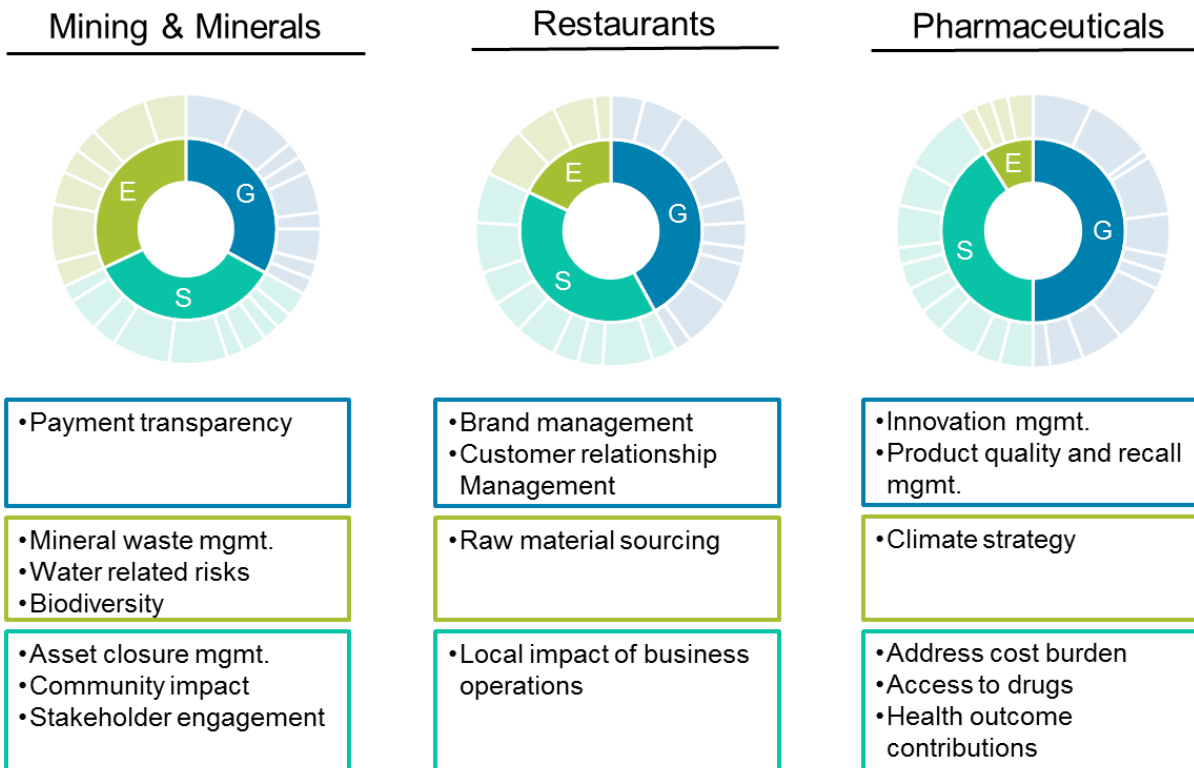 Mining & Minerals
Restaurants
Pharmaceuticals
E
G
S
E
G
S
E
G
S
•Payment transparency
•Brand management
•Customer relationship
Management
•Innovation mgmt.
•Product quality and recall
mgmt.
•Mineral waste mgmt.
•Water related risks
•Biodiversity
•Raw material sourcing
•Climate strategy
•Asset closure mgmt.
•Community impact
•Stakeholder engagement
•Local impact of business
operations
•Address cost burden
•Access to drugs
•Health outcome
contributions